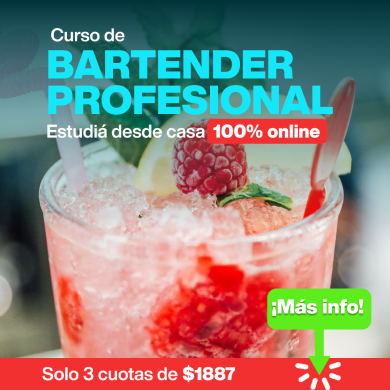 Curso de
BARTENDER
PROFESIONAL
Estudiá desde casa 100% online
¡Más info!
Solo 3 cuotas de $1887